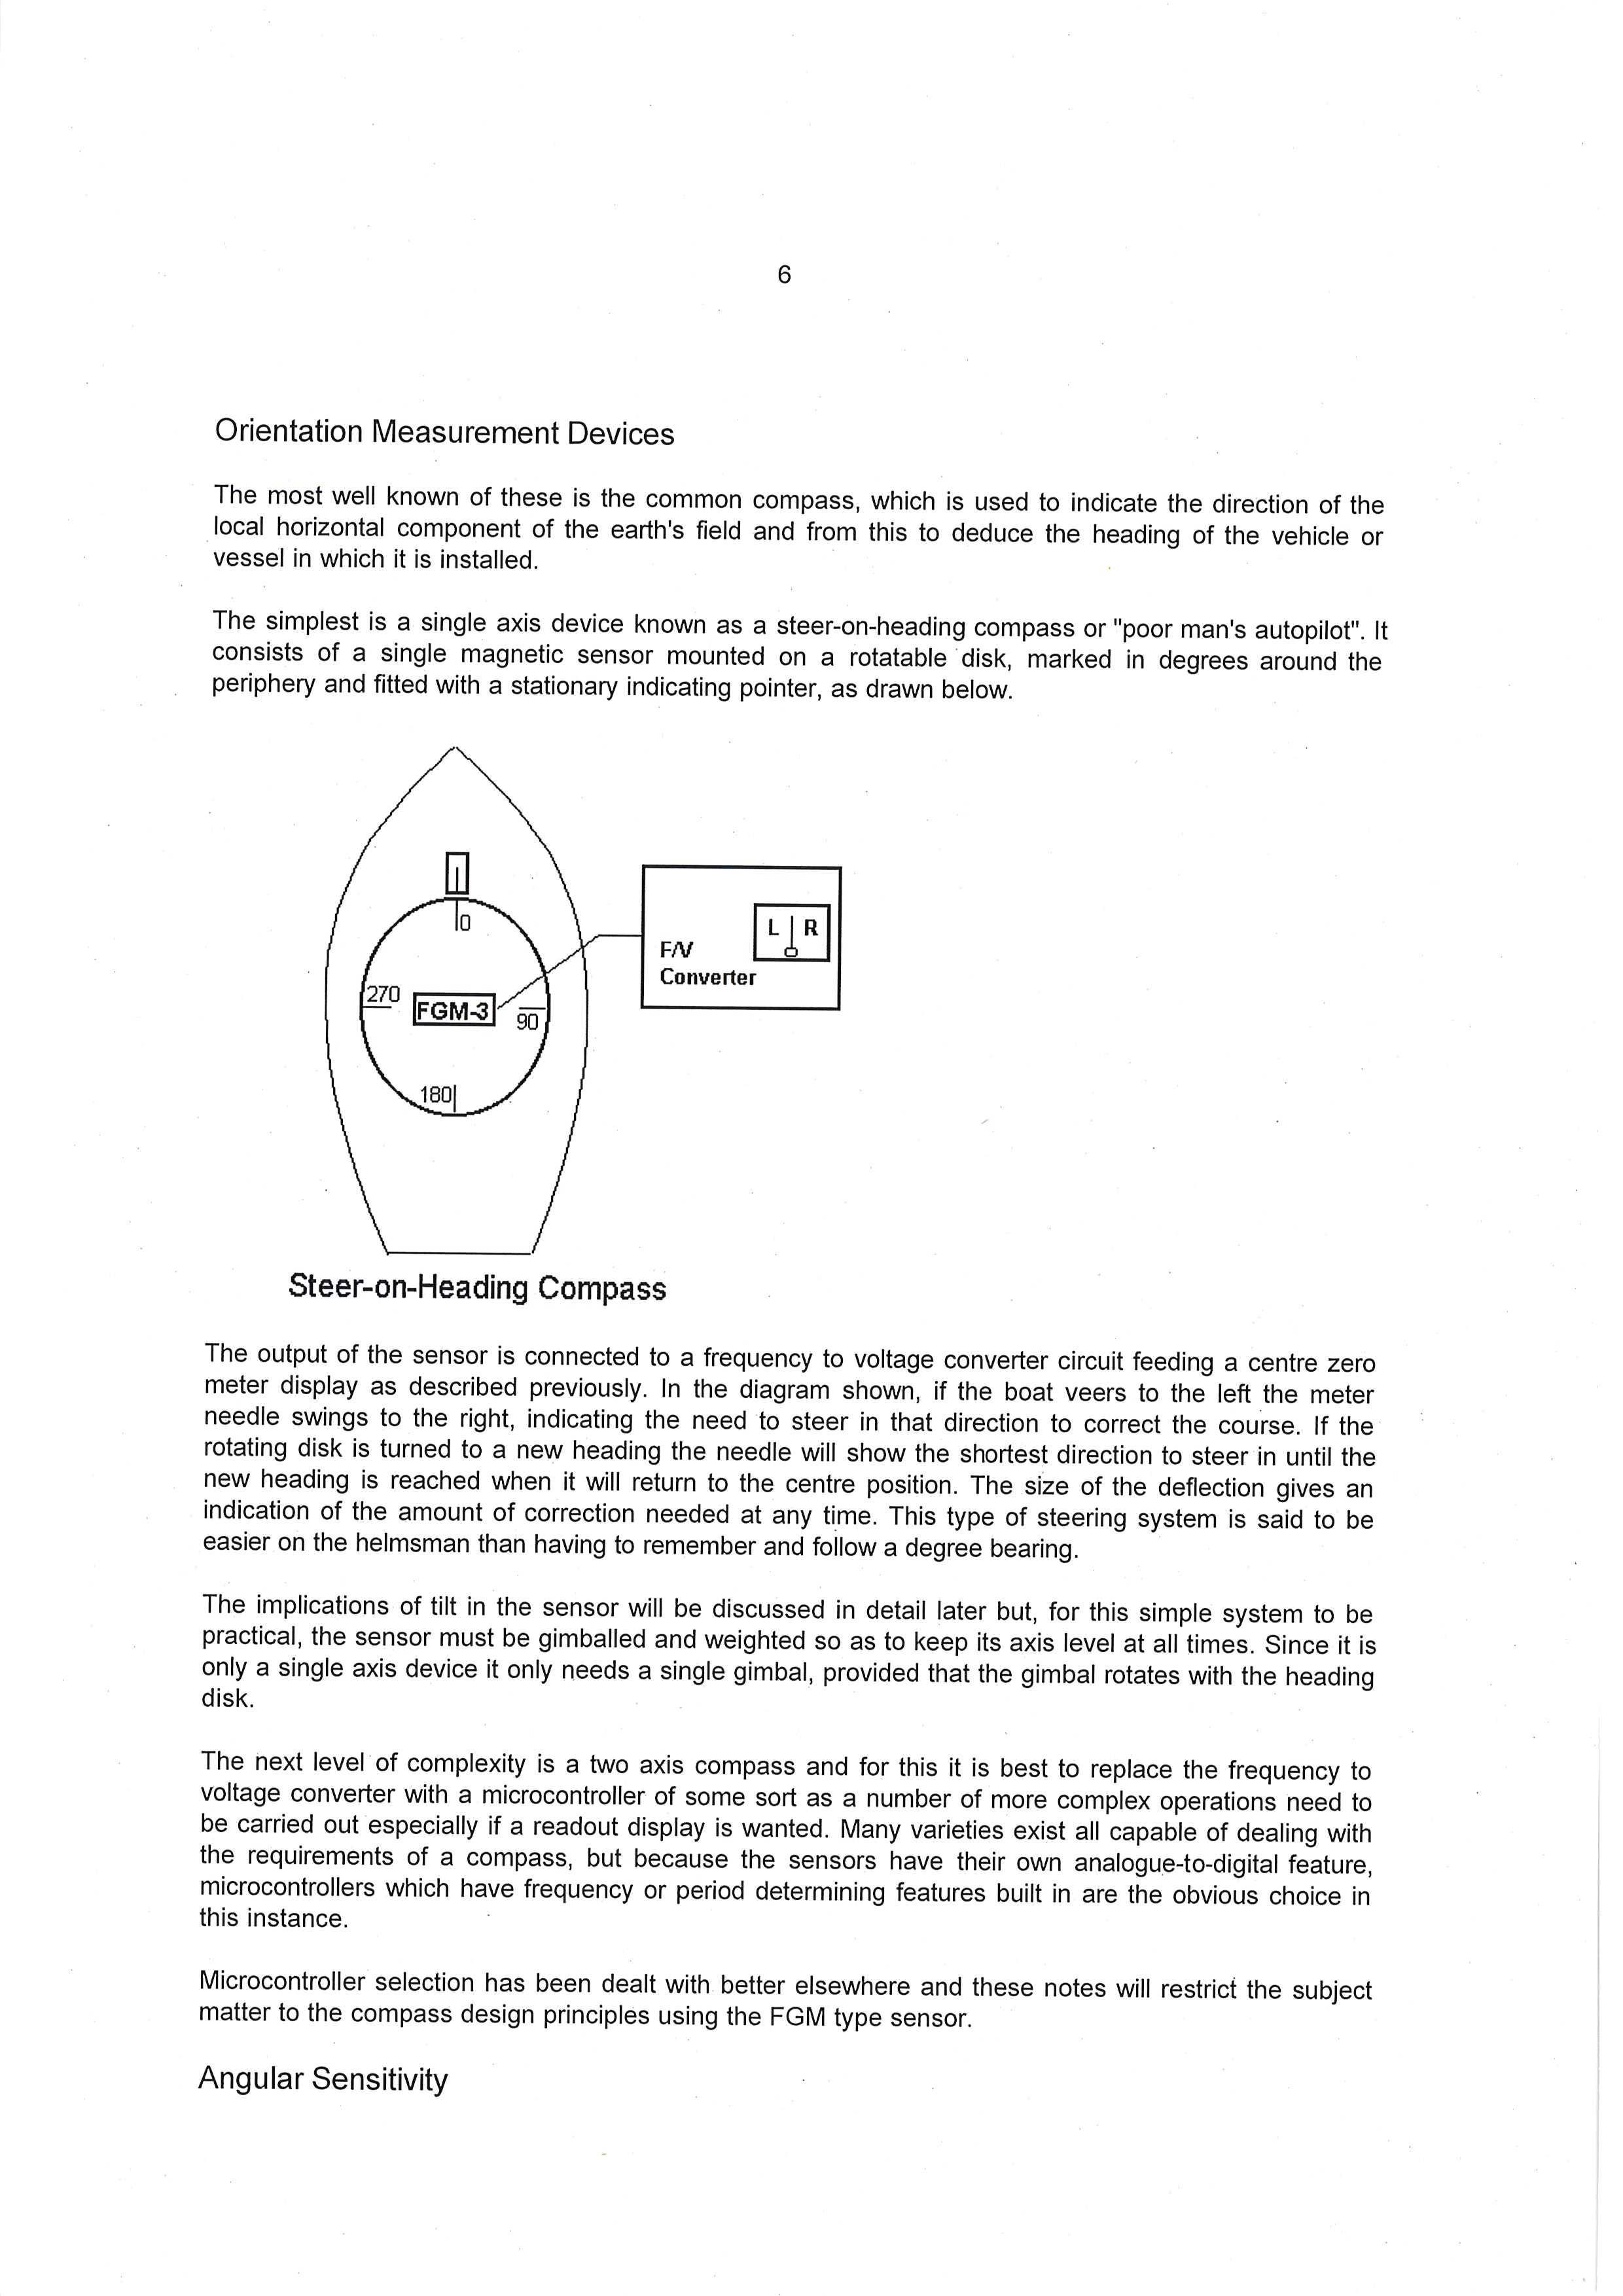 6
Orientation Measurement Devices
The most well known of these is the common compass, which is used to indicate the direction of the
local horizontal component of the earth's field and from this to deduce the heading of the vehicle or
vessel in which it is installed.
The simplest is a single axis device known as a steer-on-heading compass or "poor man's autopilot". It
consists of a single magnetic sensor mounted on a rotatable disk, marked in degrees around the
periphery and fitted with a stationary indicating pointer, as drawn below.
0
270
FGM-3
90
180
L R
F/V
Converter
Steer-on-Heading Compass
The output of the sensor is connected to a frequency to voltage converter circuit feeding a centre zero
meter display as described previously. In the diagram shown, if the boat veers to the left the meter
needle swings to the right, indicating the need to steer in that direction to correct the course. If the
rotating disk is turned to a new heading the needle will show the shortest direction to steer in until the
new heading is reached when it will return to the centre position. The size of the deflection gives an
indication of the amount of correction needed at any time. This type of steering system is said to be
easier on the helmsman than having to remember and follow a degree bearing.
The implications of tilt in the sensor will be discussed in detail later but, for this simple system to be
practical, the sensor must be gimballed and weighted so as to keep its axis level at all times. Since it is
only a single axis device it only needs a single gimbal, provided that the gimbal rotates with the heading
disk.
The next level of complexity is a two axis compass and for this it is best to replace the frequency to
voltage converter with a microcontroller of some sort as a number of more complex operations need to
be carried out especially if a readout display is wanted. Many varieties exist all capable of dealing with
the requirements of a compass, but because the sensors have their own analogue-to-digital feature,
microcontrollers which have frequency or period determining features built in are the obvious choice in
this instance.
Microcontroller selection has been dealt with better elsewhere and these notes will restrict the subject
matter to the compass design principles using the FGM type sensor.
Angular Sensitivity